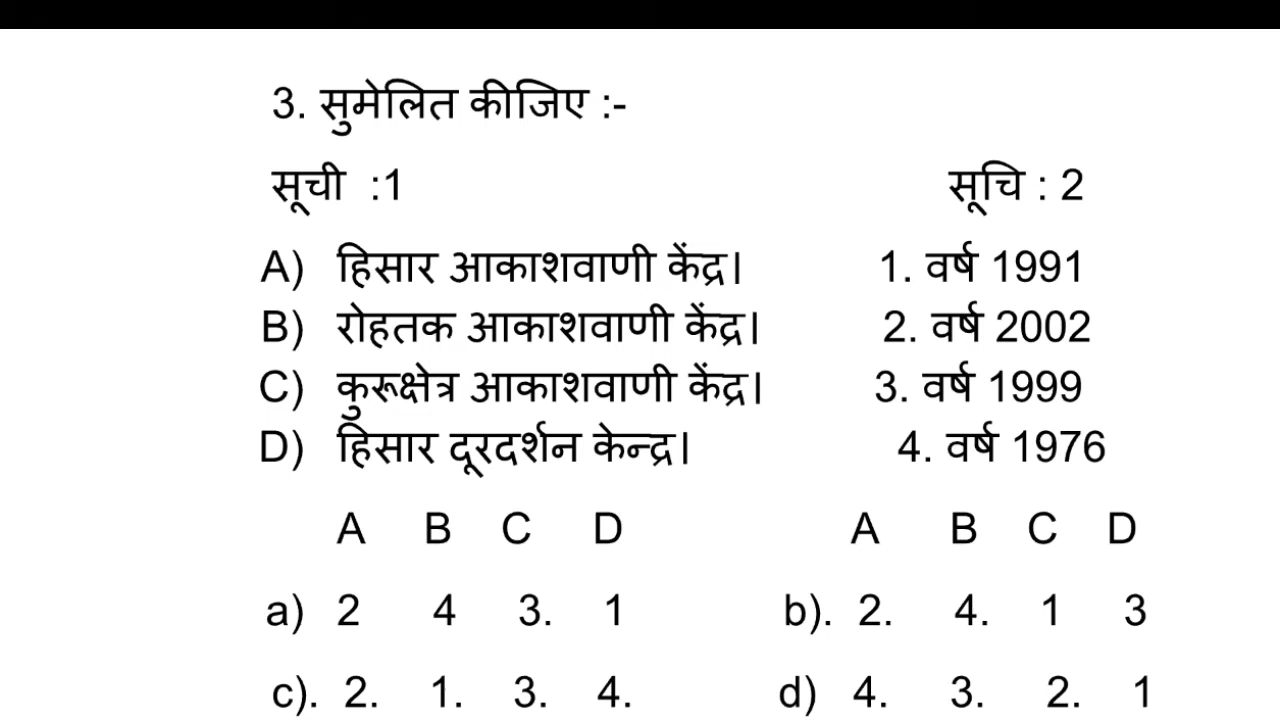 3. सुमेलित कीजिए :-
सूची :1 सूचि : 2
A) हिसार आकाशवाणी केंद्र। 1. वर्ष 1991
B) रोहतक आकाशवाणी केंद्र। 2. वर्ष 2002
C) कुरूक्षेत्र आकाशवाणी केंद्र। 3. वर्ष 1999
D) हिसार दूरदर्शन केन्द्र। 4. वर्ष 1976
A B C D A B C D
a) 2 4 3. 1 b). 2. 4. 1 3
c). 2. 1. 3. 4. d) 4. 3. 2. 1